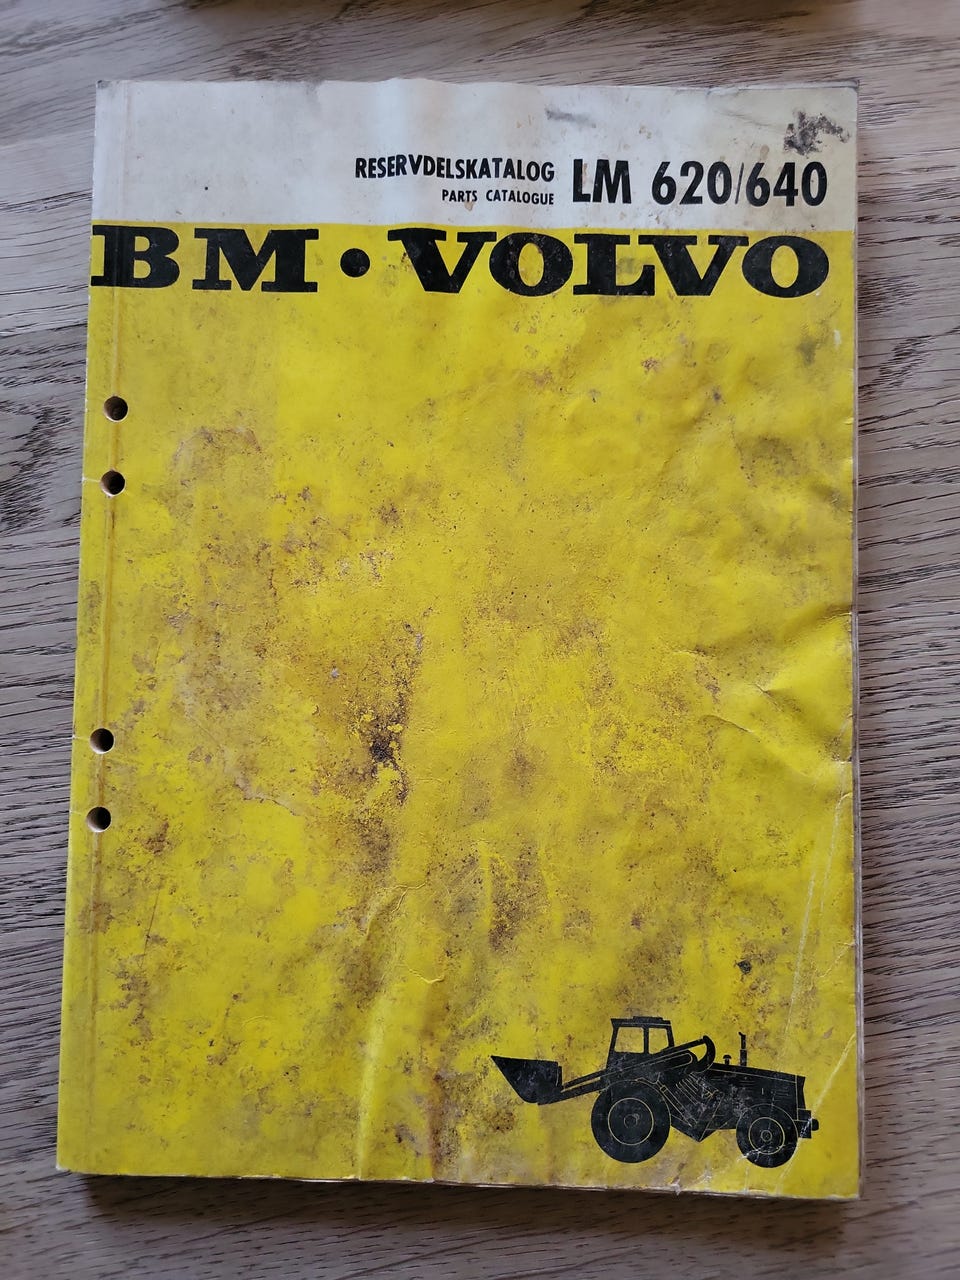 RESERVDELSKATALOG LM 620/640
PARTS CATALOGUE
BM • VOLVO